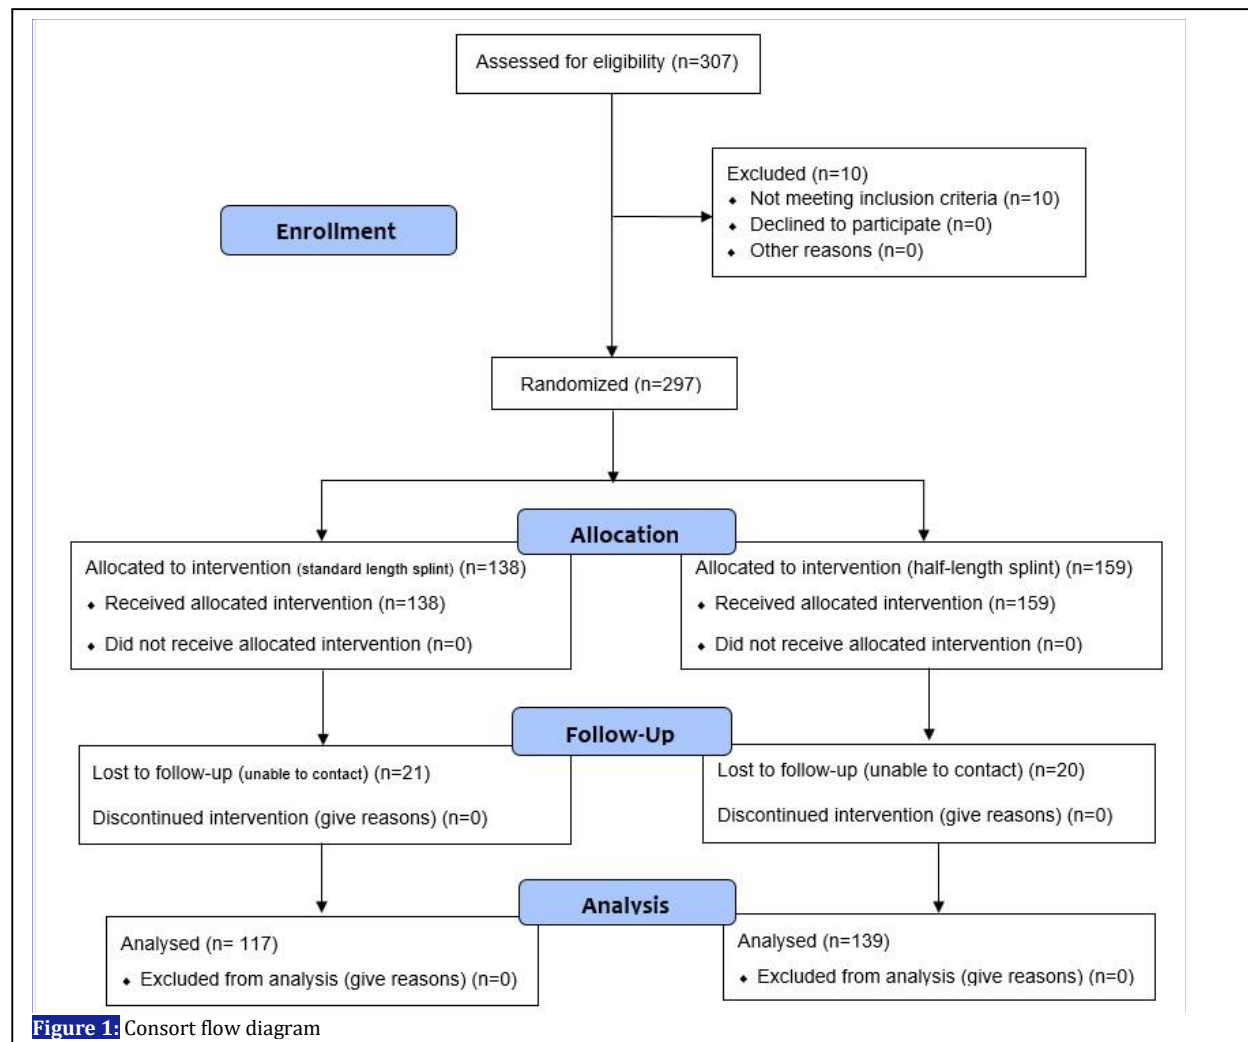 Assessed for eligibility (n=307)
Excluded (n=10)
⬥ Not meeting inclusion criteria (n=10)
⬥ Declined to participate (n=0)
⬥ Other reasons (n=0)
Enrollment
Randomized (n=297)
Allocation
Allocated to intervention (standard length splint) (n=138)
⬥ Received allocated intervention (n=138)
⬥ Did not receive allocated intervention (n=0)
Allocated to intervention (half-length splint) (n=159)
⬥ Received allocated intervention (n=159)
⬥ Did not receive allocated intervention (n=0)
Follow-Up
Lost to follow-up (unable to contact) (n=21)
Discontinued intervention (give reasons) (n=0)
Lost to follow-up (unable to contact) (n=20)
Discontinued intervention (give reasons) (n=0)
Analysis
Analysed (n= 117)
⬥ Excluded from analysis (give reasons) (n=0)
Analysed (n=139)
⬥ Excluded from analysis (give reasons) (n=0)
Figure 1: Consort flow diagram